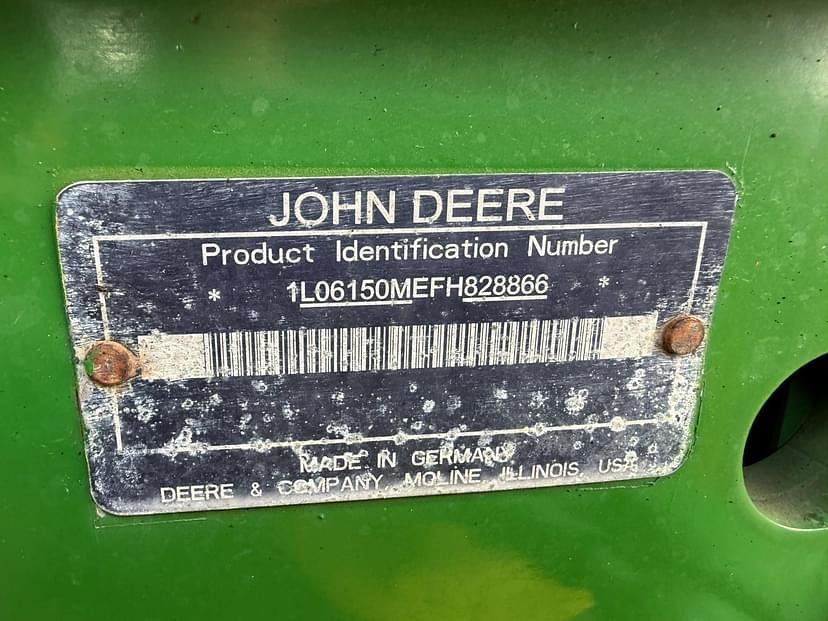 JOHN DEERE
Product Identification Number
* 1L06150MEFH828866 *
MADE IN GERMANY
DEERE & COMPANY MOLINE ILLINOIS USA